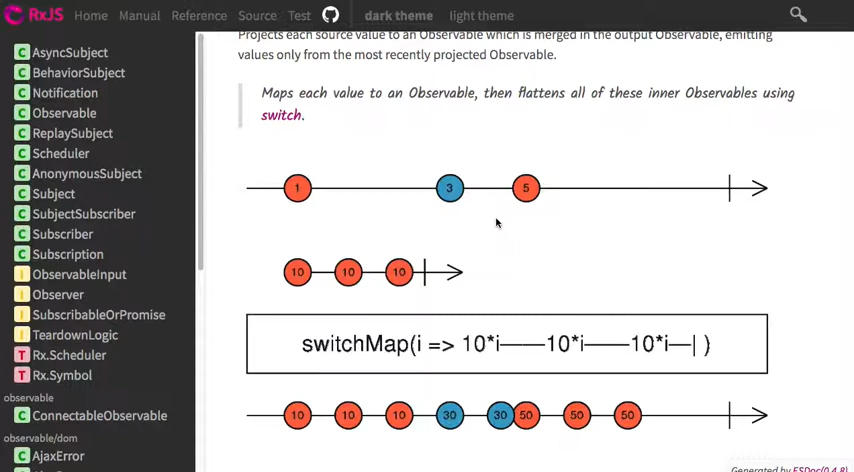 RxJS Home Manual Reference Source Test dark theme light theme
AsyncSubject
BehaviorSubject
Notification
Observable
ReplaySubject
Scheduler
AnonymousSubject
Subject
SubjectSubscriber
Subscriber
Subscription
ObservableInput
Observer
SubscribableOrPromise
TeardownLogic
Rx.Scheduler
Rx.Symbol
observable
ConnectableObservable
observable/dom
AjaxError
C
C
C
C
C
C
C
C
C
C
C
I
I
I
I
T
T
C
C
Projects each source value to an Observable which is merged in the output Observable, emitting
values only from the most recently projected Observable.
Maps each value to an Observable, then flattens all of these inner Observables using
switch.
1 3 5
10 10 10
switchMap(i => 10*i——10*i——10*i—| )
10 10 10 30 30 50 50 50
Generated by ESDoc(0.4.8)